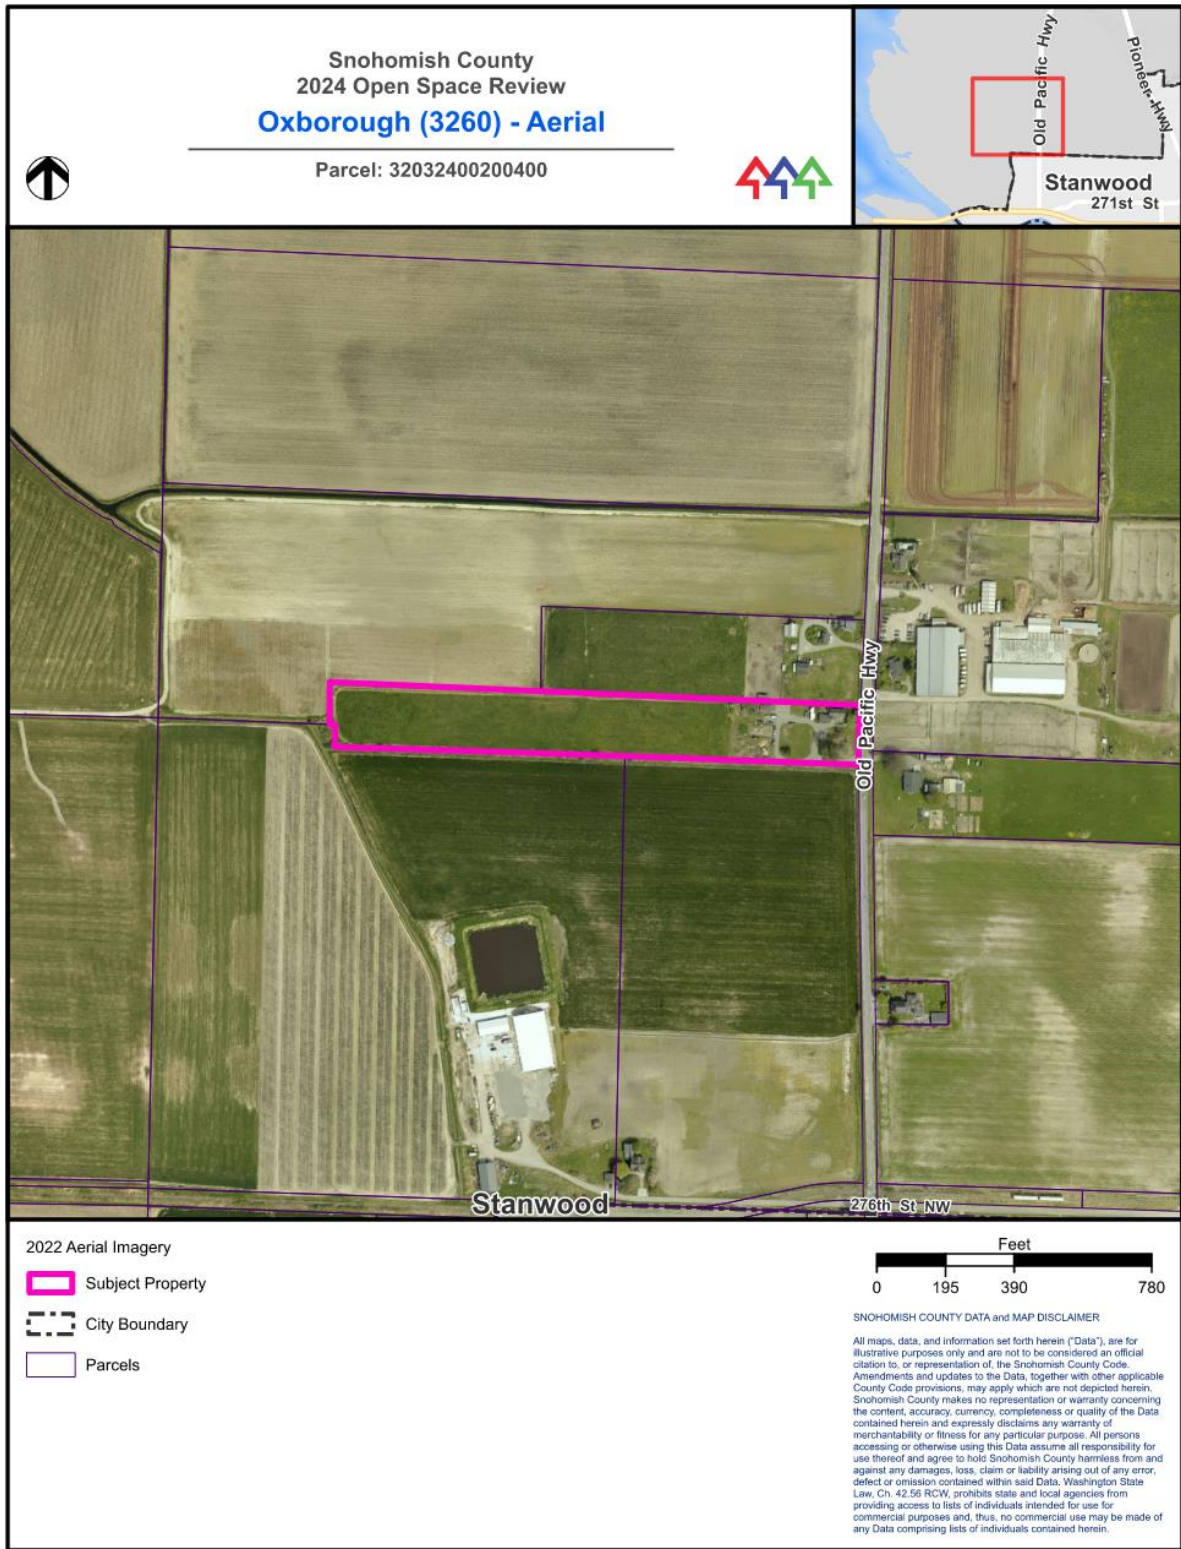 Snohomish County
2024 Open Space Review
Oxborough (3260) - Aerial
Parcel: 32032400200400
Old Pacific Hwy
Pioneer Hwy
Stanwood
271st St
Old Pacific Hwy
Stanwood
276th St NW
2022 Aerial Imagery
Subject Property
City Boundary
Parcels
Feet
0 195 390 780
SNOHOMISH COUNTY DATA and MAP DISCLAIMER
All maps, data, and information set forth herein ("Data"), are for
illustrative purposes only and are not to be considered an official
citation to, or representation of, the Snohomish County Code.
Amendments and updates to the Data, together with other applicable
County Code provisions, may apply which are not depicted herein.
Snohomish County makes no representation or warranty concerning
the content, accuracy, currency, completeness or quality of the Data
contained herein and expressly disclaims any warranty of
merchantability or fitness for any particular purpose. All persons
accessing or otherwise using this Data assume all responsibility for
use thereof and agree to hold Snohomish County harmless from and
against any damages, loss, claim or liability arising out of any error,
defect or omission contained within said Data. Washington State
Law, Ch. 42.56 RCW, prohibits state and local agencies from
providing access to lists of individuals intended for use for
commercial purposes and, thus, no commercial use may be made of
any Data comprising lists of individuals contained herein.